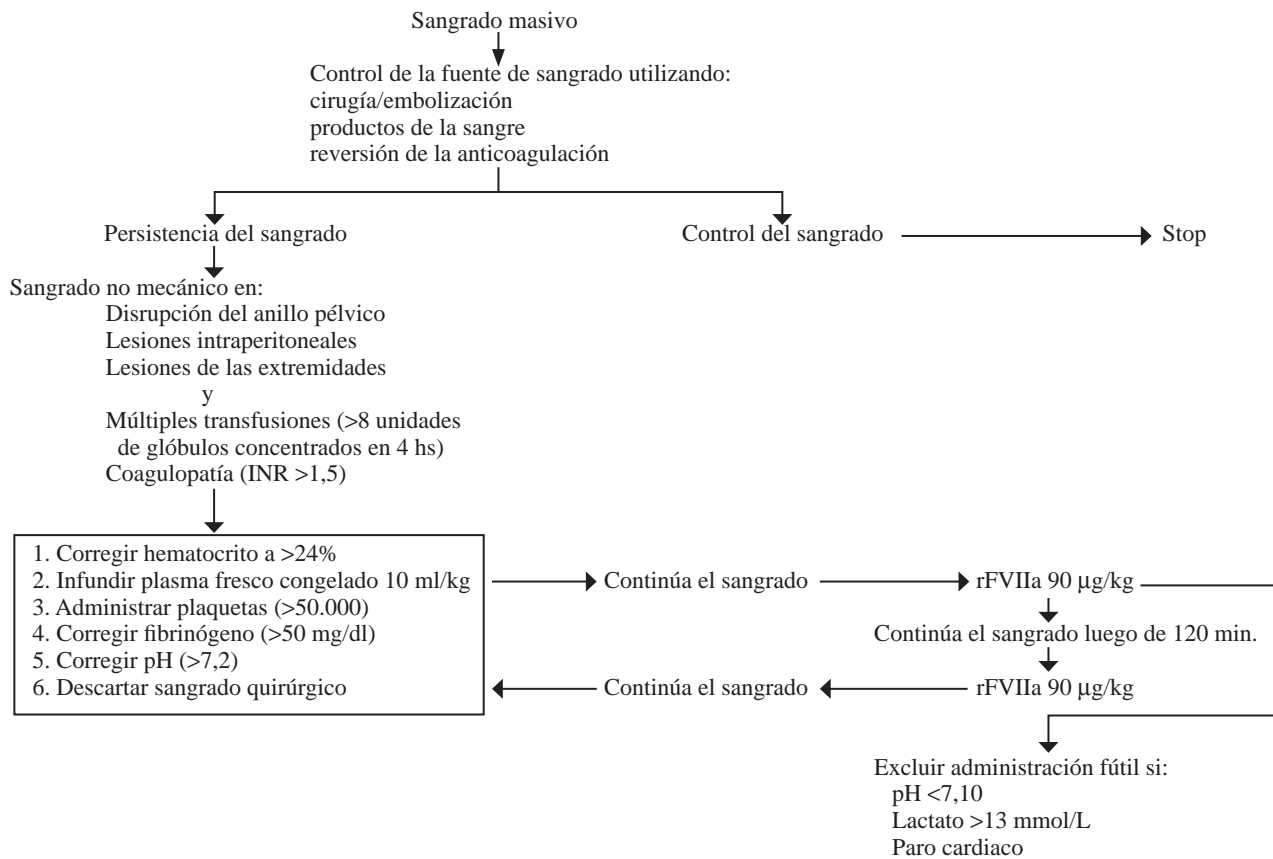 Sangrado masivo
Control de la fuente de sangrado utilizando:
cirugía/embolización
productos de la sangre
reversión de la anticoagulación
Persistencia del sangrado
Control del sangrado
Stop
Sangrado no mecánico en:
Disrupción del anillo pélvico
Lesiones intraperitoneales
Lesiones de las extremidades
y
Múltiples transfusiones (>8 unidades
de glóbulos concentrados en 4 hs)
Coagulopatía (INR >1,5)
1. Corregir hematocrito a >24%
2. Infundir plasma fresco congelado 10 ml/kg
3. Administrar plaquetas (>50.000)
4. Corregir fibrinógeno (>50 mg/dl)
5. Corregir pH (>7,2)
6. Descartar sangrado quirúrgico
Continúa el sangrado
rFVIIa 90 µg/kg
Continúa el sangrado luego de 120 min.
rFVIIa 90 µg/kg
Continúa el sangrado
Excluir administración fútil si:
pH <7,10
Lactato >13 mmol/L
Paro cardiaco